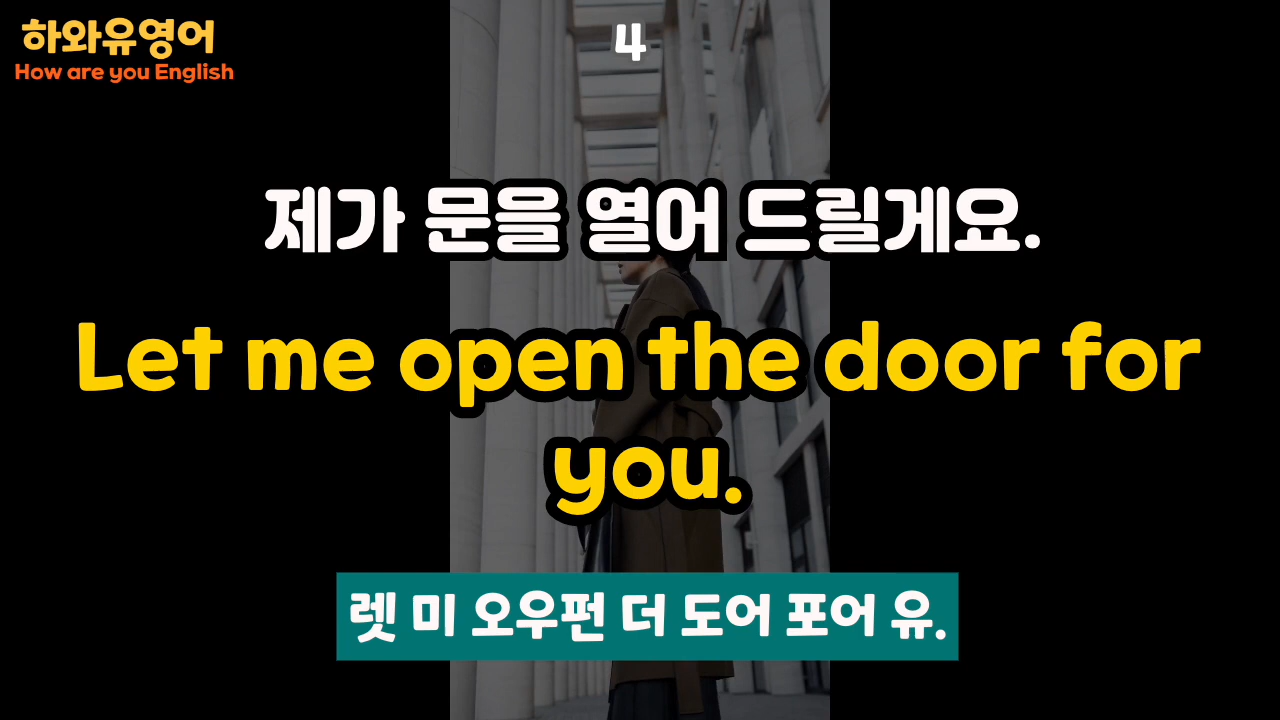 하와유영어
How are you English
4
제가 문을 열어 드릴게요.
Let me open the door for
you.
렛 미 오우펀 더 도어 포어 유.